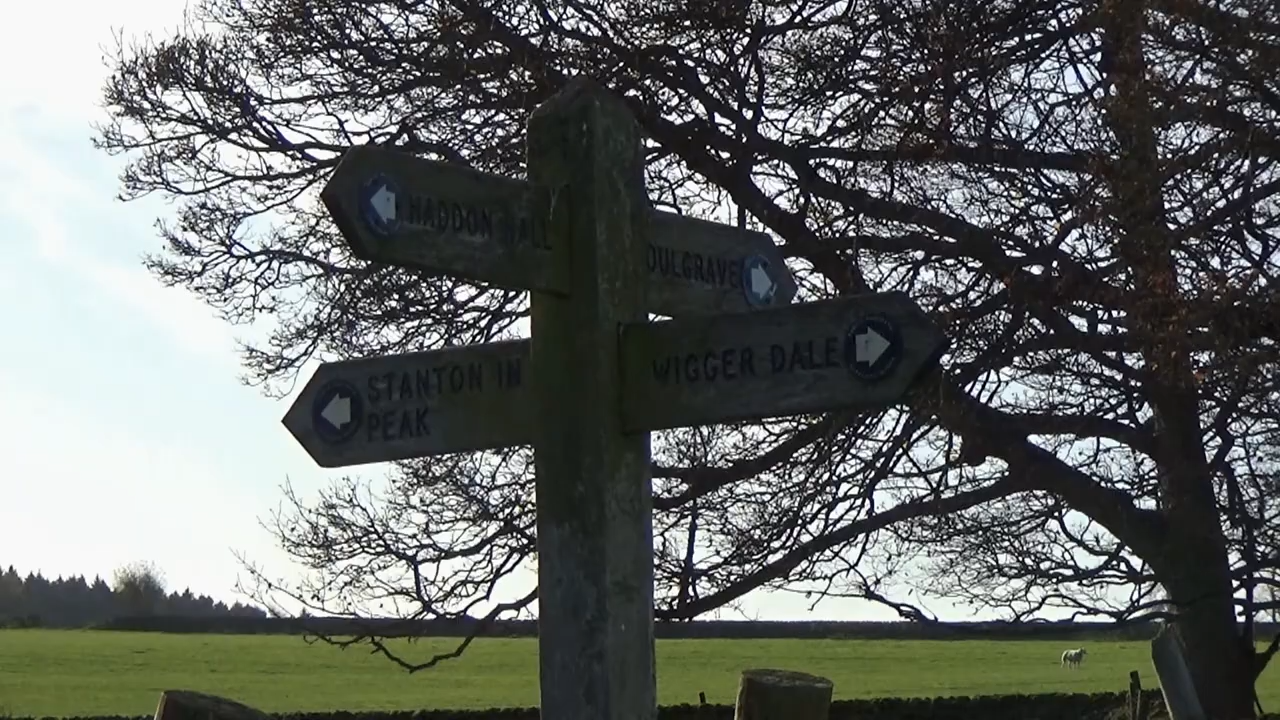 HADDON HALL
OULGRAVE
STANTON IN
PEAK
WIGGER DALE